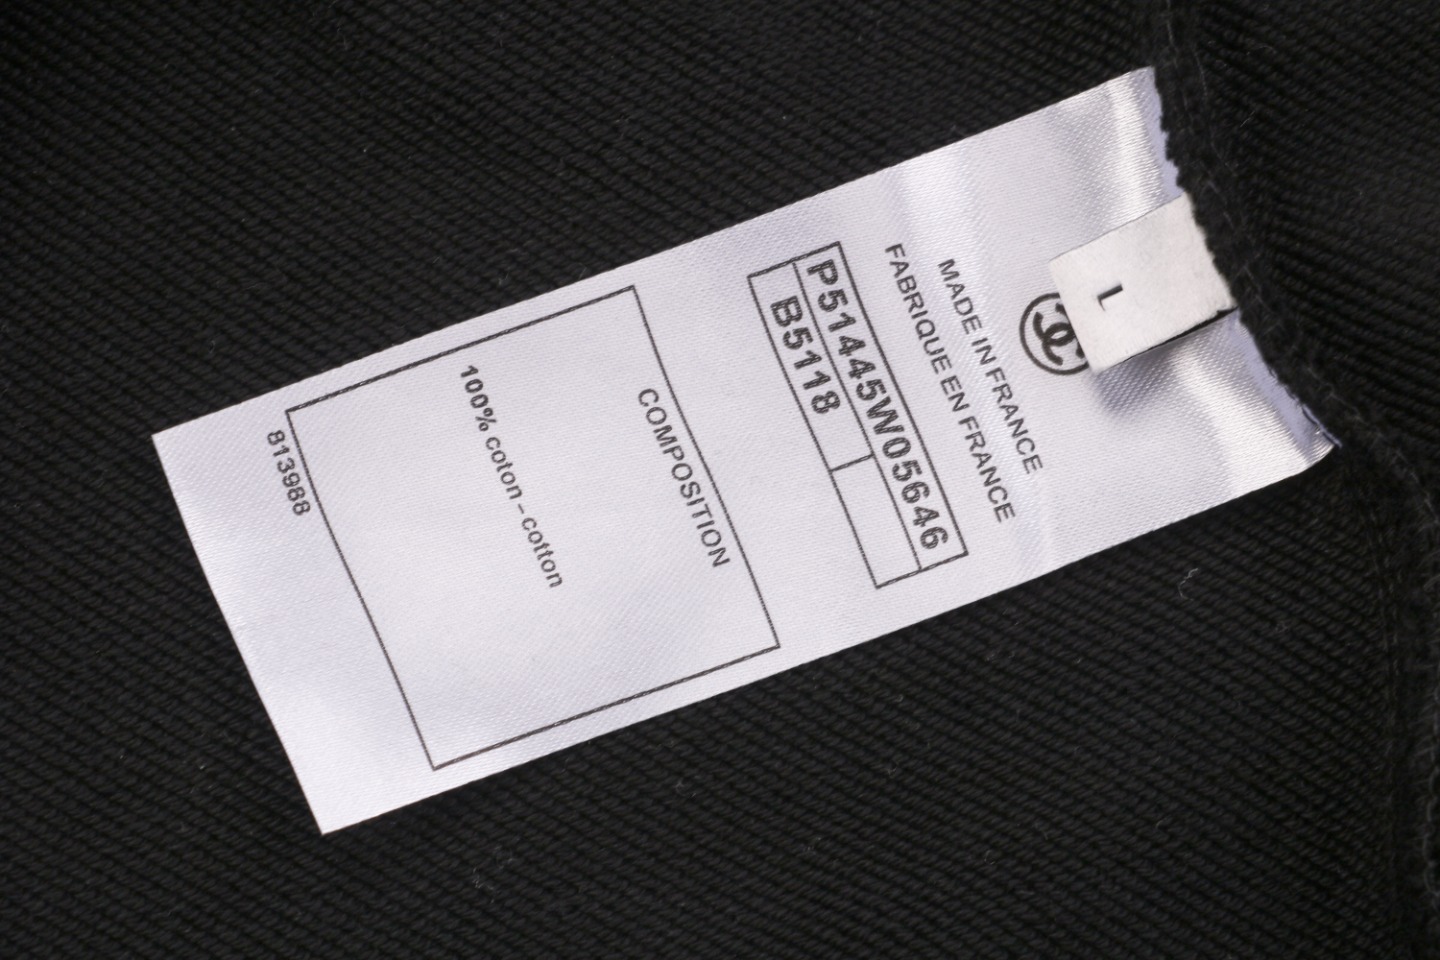 L
MADE IN FRANCE
FABRIQUE EN FRANCE
P51445W05646
B5118
COMPOSITION
100% coton - cotton
813988